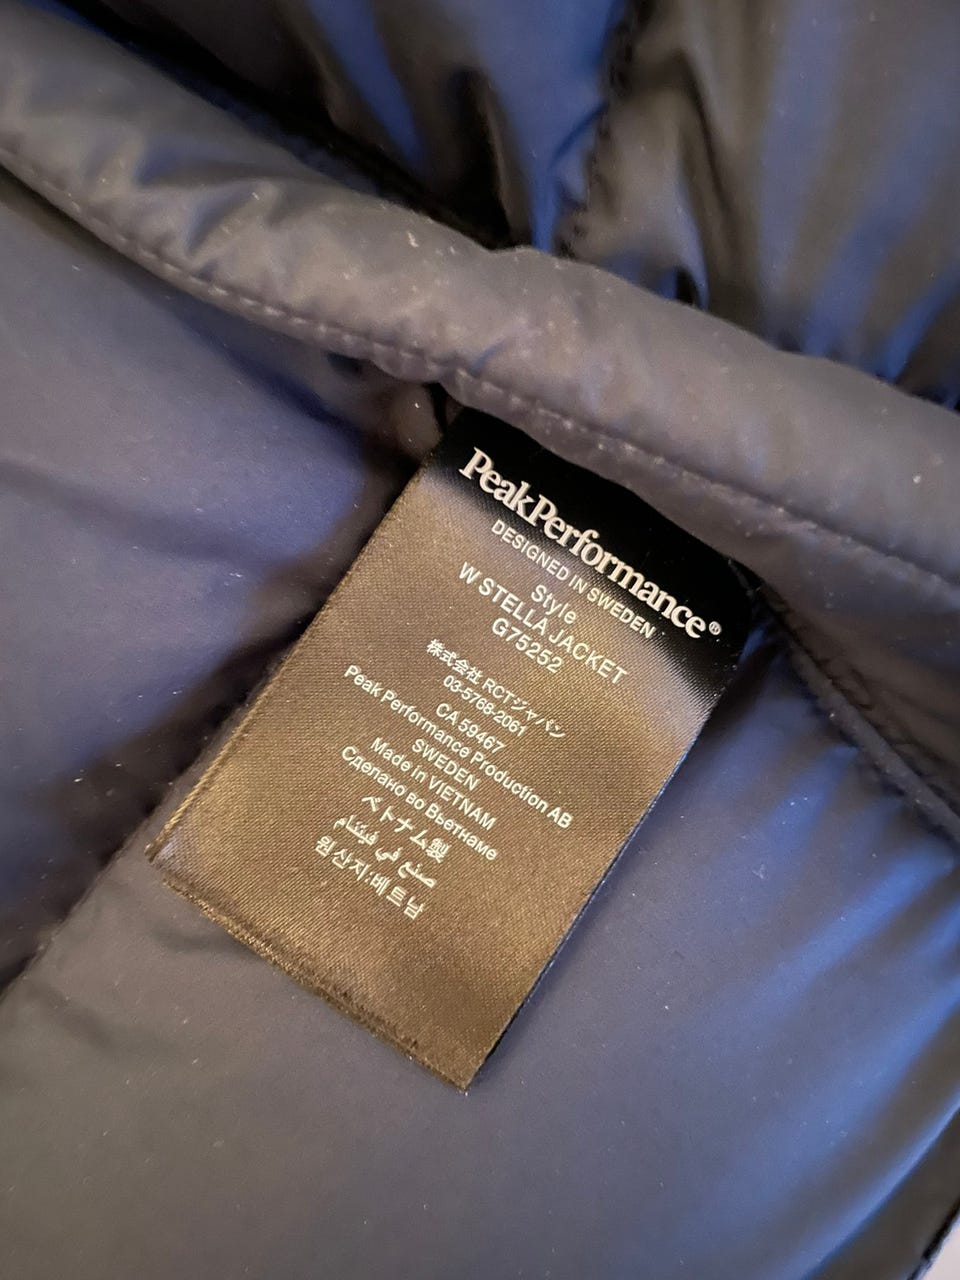 PeakPerformance®
DESIGNED IN SWEDEN
Style
W STELLA JACKET
G75252
株式会社 RCTジャパン
03-5768-2061
CA 59467
Peak Performance Production AB
SWEDEN
Made in VIETNAM
Сделано во Вьетнаме
ベトナム製
صنع في فيتنام
원산지:베트남